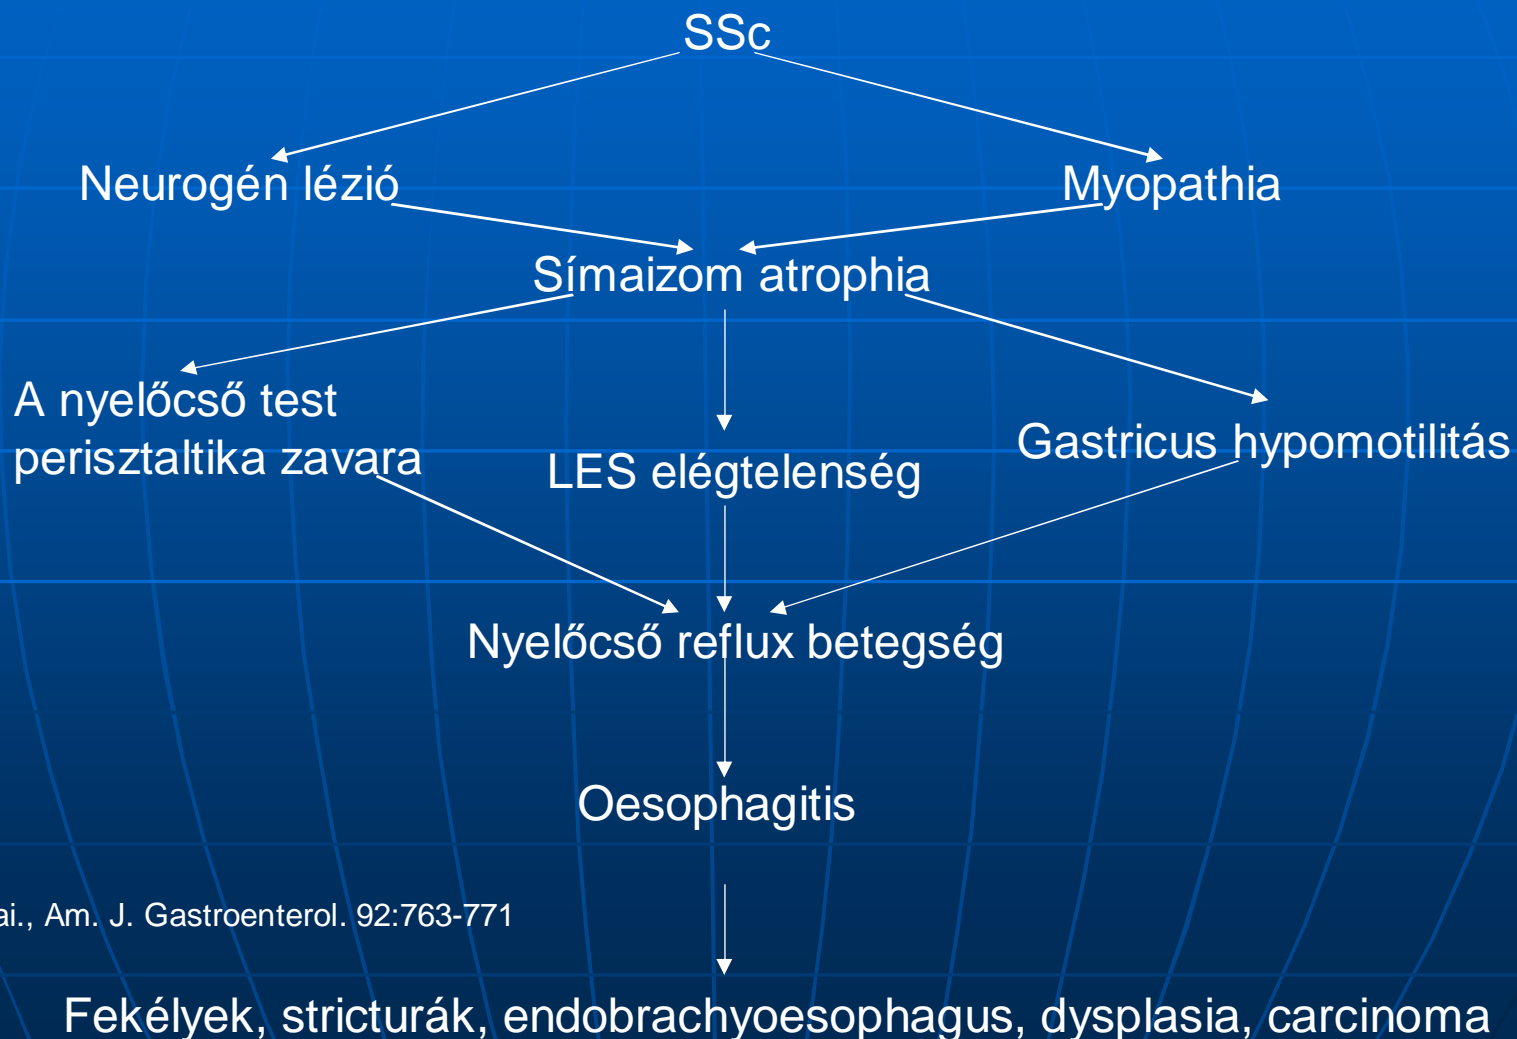 SSc
Neurogén lézió
Myopathia
Símaizom atrophia
A nyelőcső test
perisztaltika zavara
LES elégtelenség
Gastricus hypomotilitás
Nyelőcső reflux betegség
Oesophagitis
ai., Am. J. Gastroenterol. 92:763-771
Fekélyek, stricturák, endobrachyoesophagus, dysplasia, carcinoma